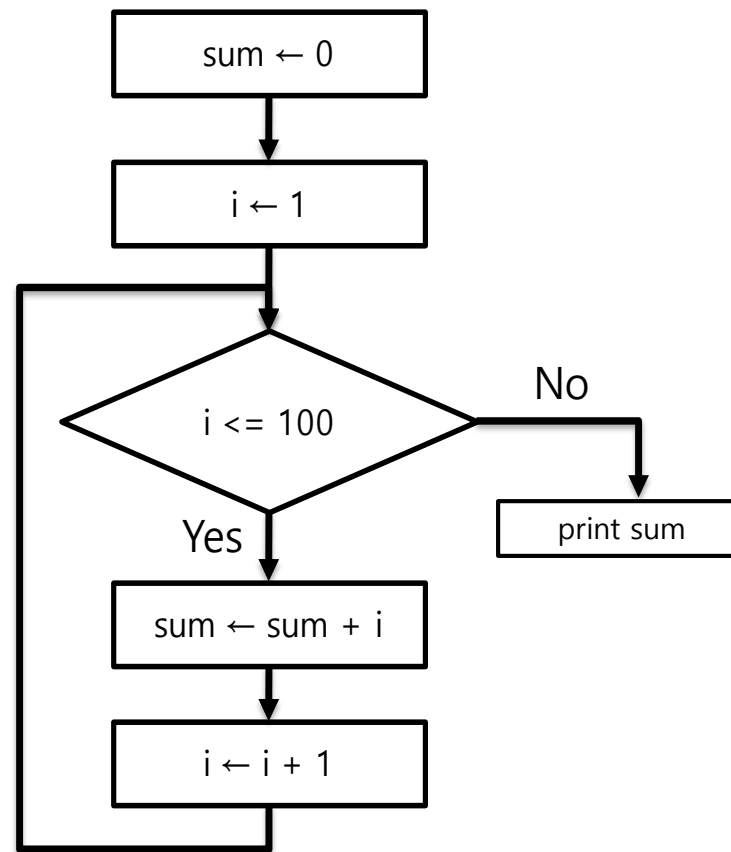 sum ← 0
i ← 1
i <= 100
No
Yes
print sum
sum ← sum + i
i ← i + 1